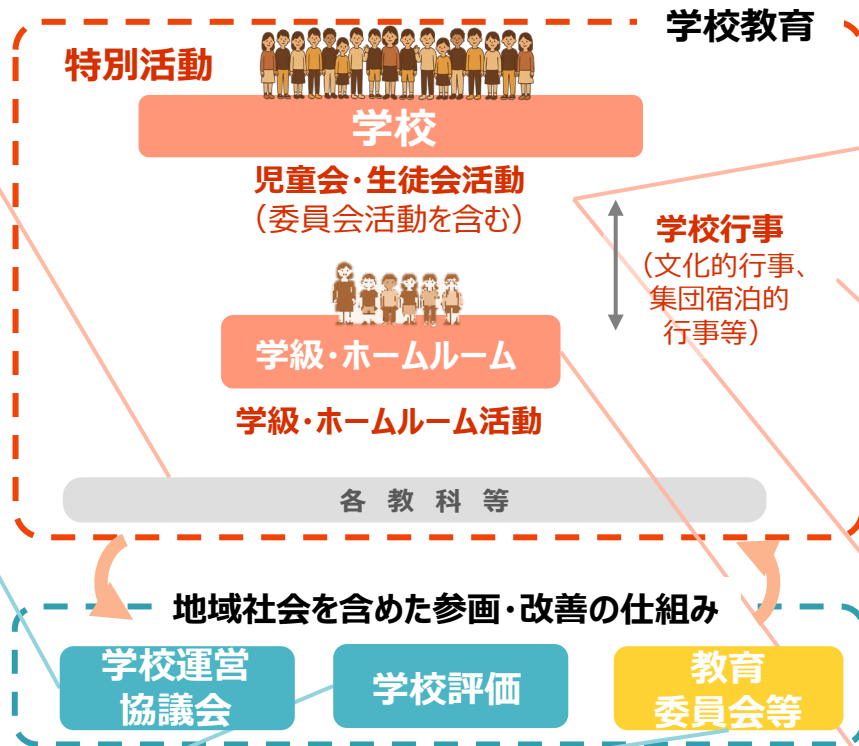 学校教育
特別活動
学校
児童会・生徒会活動
（委員会活動を含む）
学校行事
（文化的行事、
集団宿泊的
行事等）
学級・ホームルーム
学級・ホームルーム活動
各教科等
地域社会を含めた参画・改善の仕組み
学校運営
協議会
学校評価
教育
委員会等